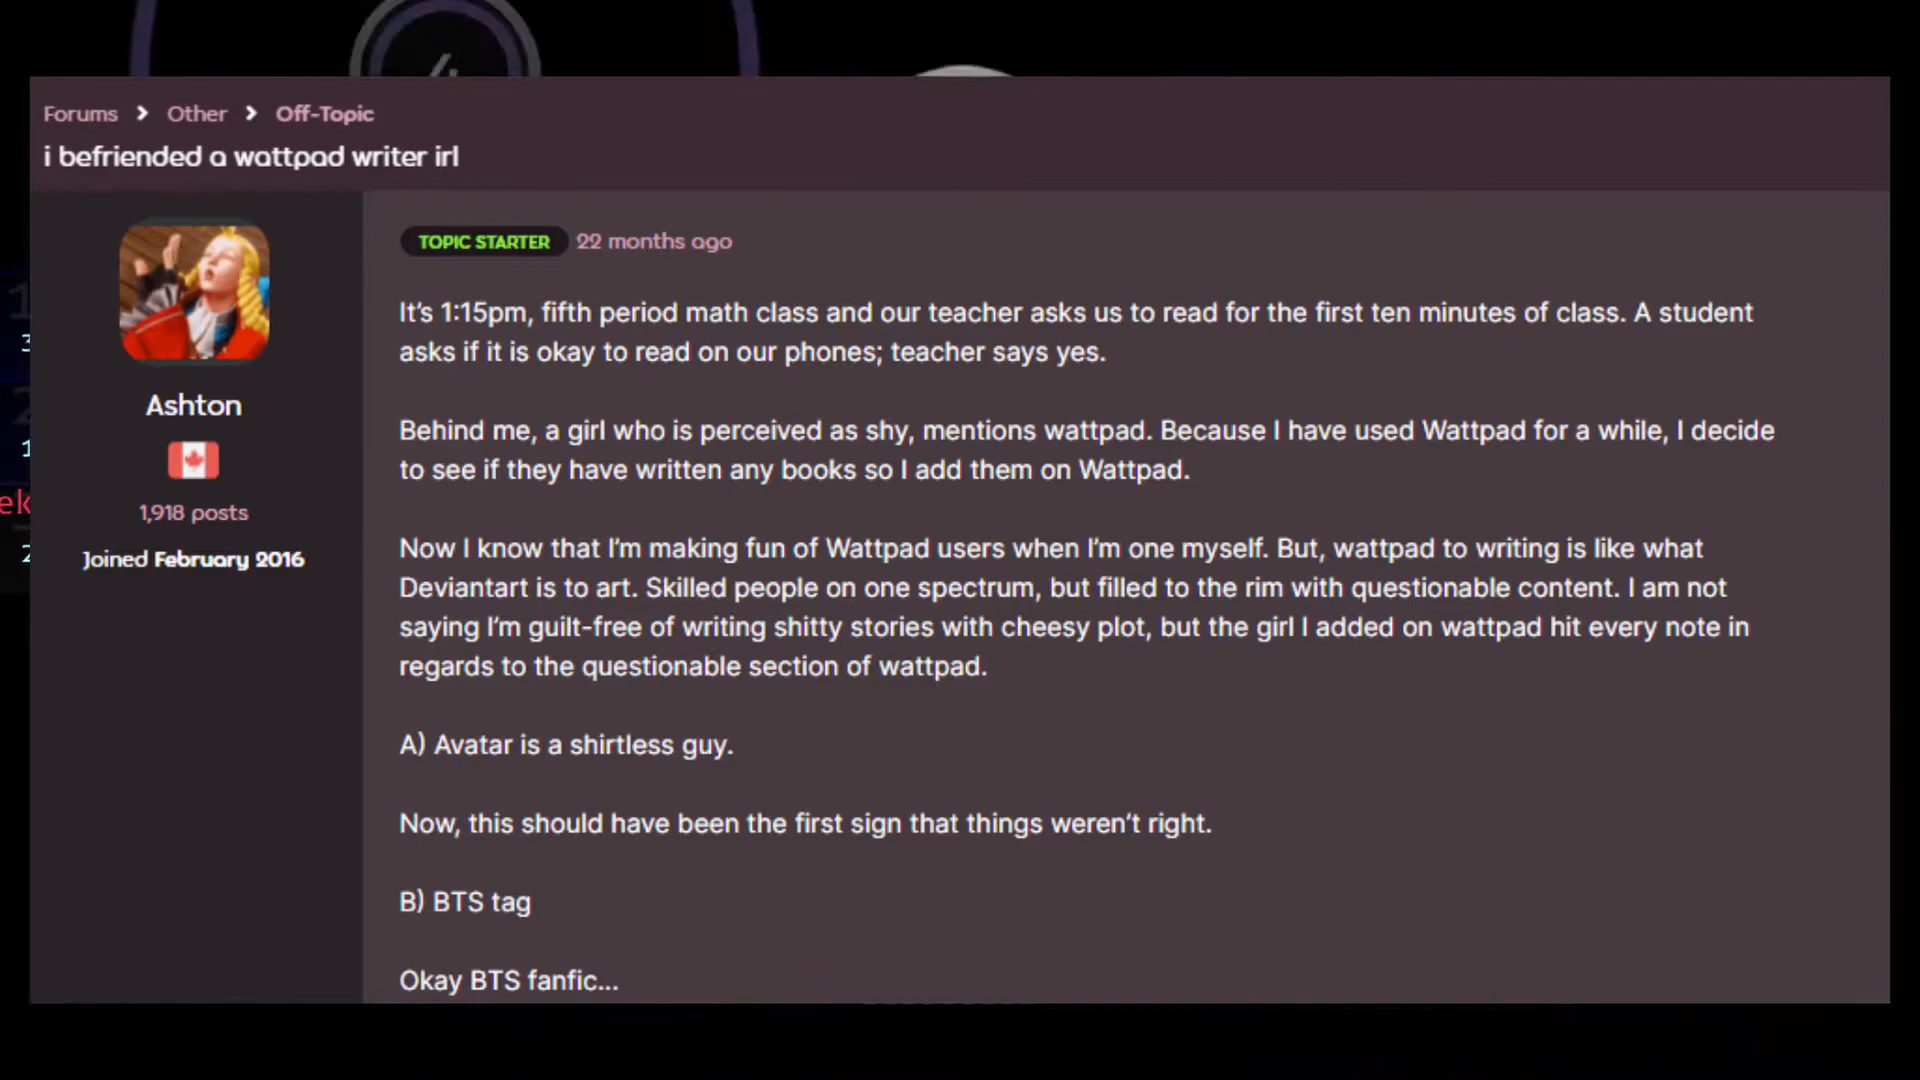 Forums > Other > Off-Topic
i befriended a wattpad writer irl
Ashton
1,918 posts
Joined February 2016
TOPIC STARTER 22 months ago
It's 1:15pm, fifth period math class and our teacher asks us to read for the first ten minutes of class. A student
asks if it is okay to read on our phones; teacher says yes.
Behind me, a girl who is perceived as shy, mentions wattpad. Because I have used Wattpad for a while, I decide
to see if they have written any books so I add them on Wattpad.
Now I know that I'm making fun of Wattpad users when I'm one myself. But, wattpad to writing is like what
Deviantart is to art. Skilled people on one spectrum, but filled to the rim with questionable content. I am not
saying I'm guilt-free of writing shitty stories with cheesy plot, but the girl I added on wattpad hit every note in
regards to the questionable section of wattpad.
A) Avatar is a shirtless guy.
Now, this should have been the first sign that things weren't right.
B) BTS tag
Okay BTS fanfic...